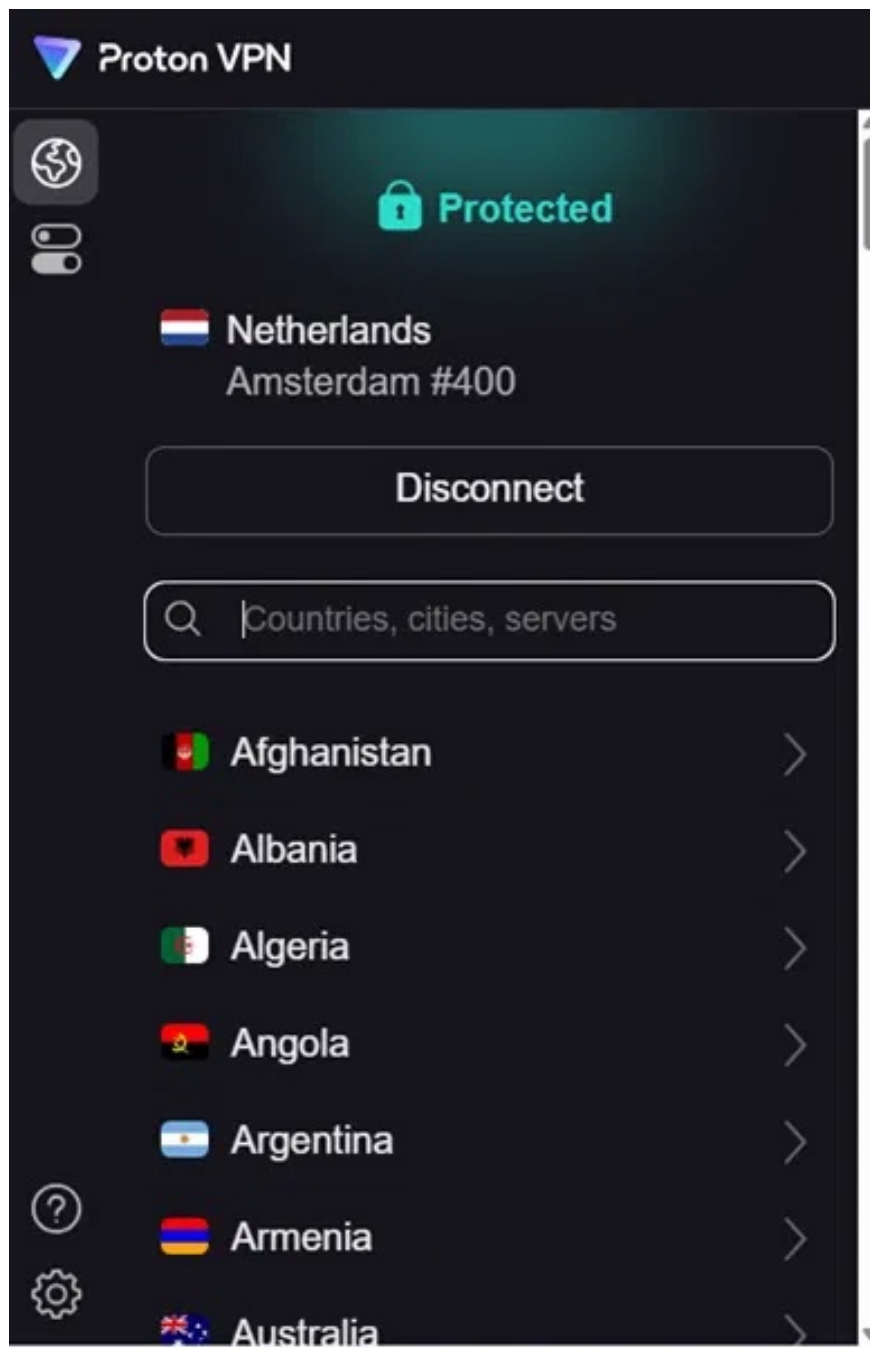 Proton VPN
Protected
Netherlands
Amsterdam #400
Disconnect
Countries, cities, servers
Afghanistan
Albania
Algeria
Angola
Argentina
Armenia
Australia